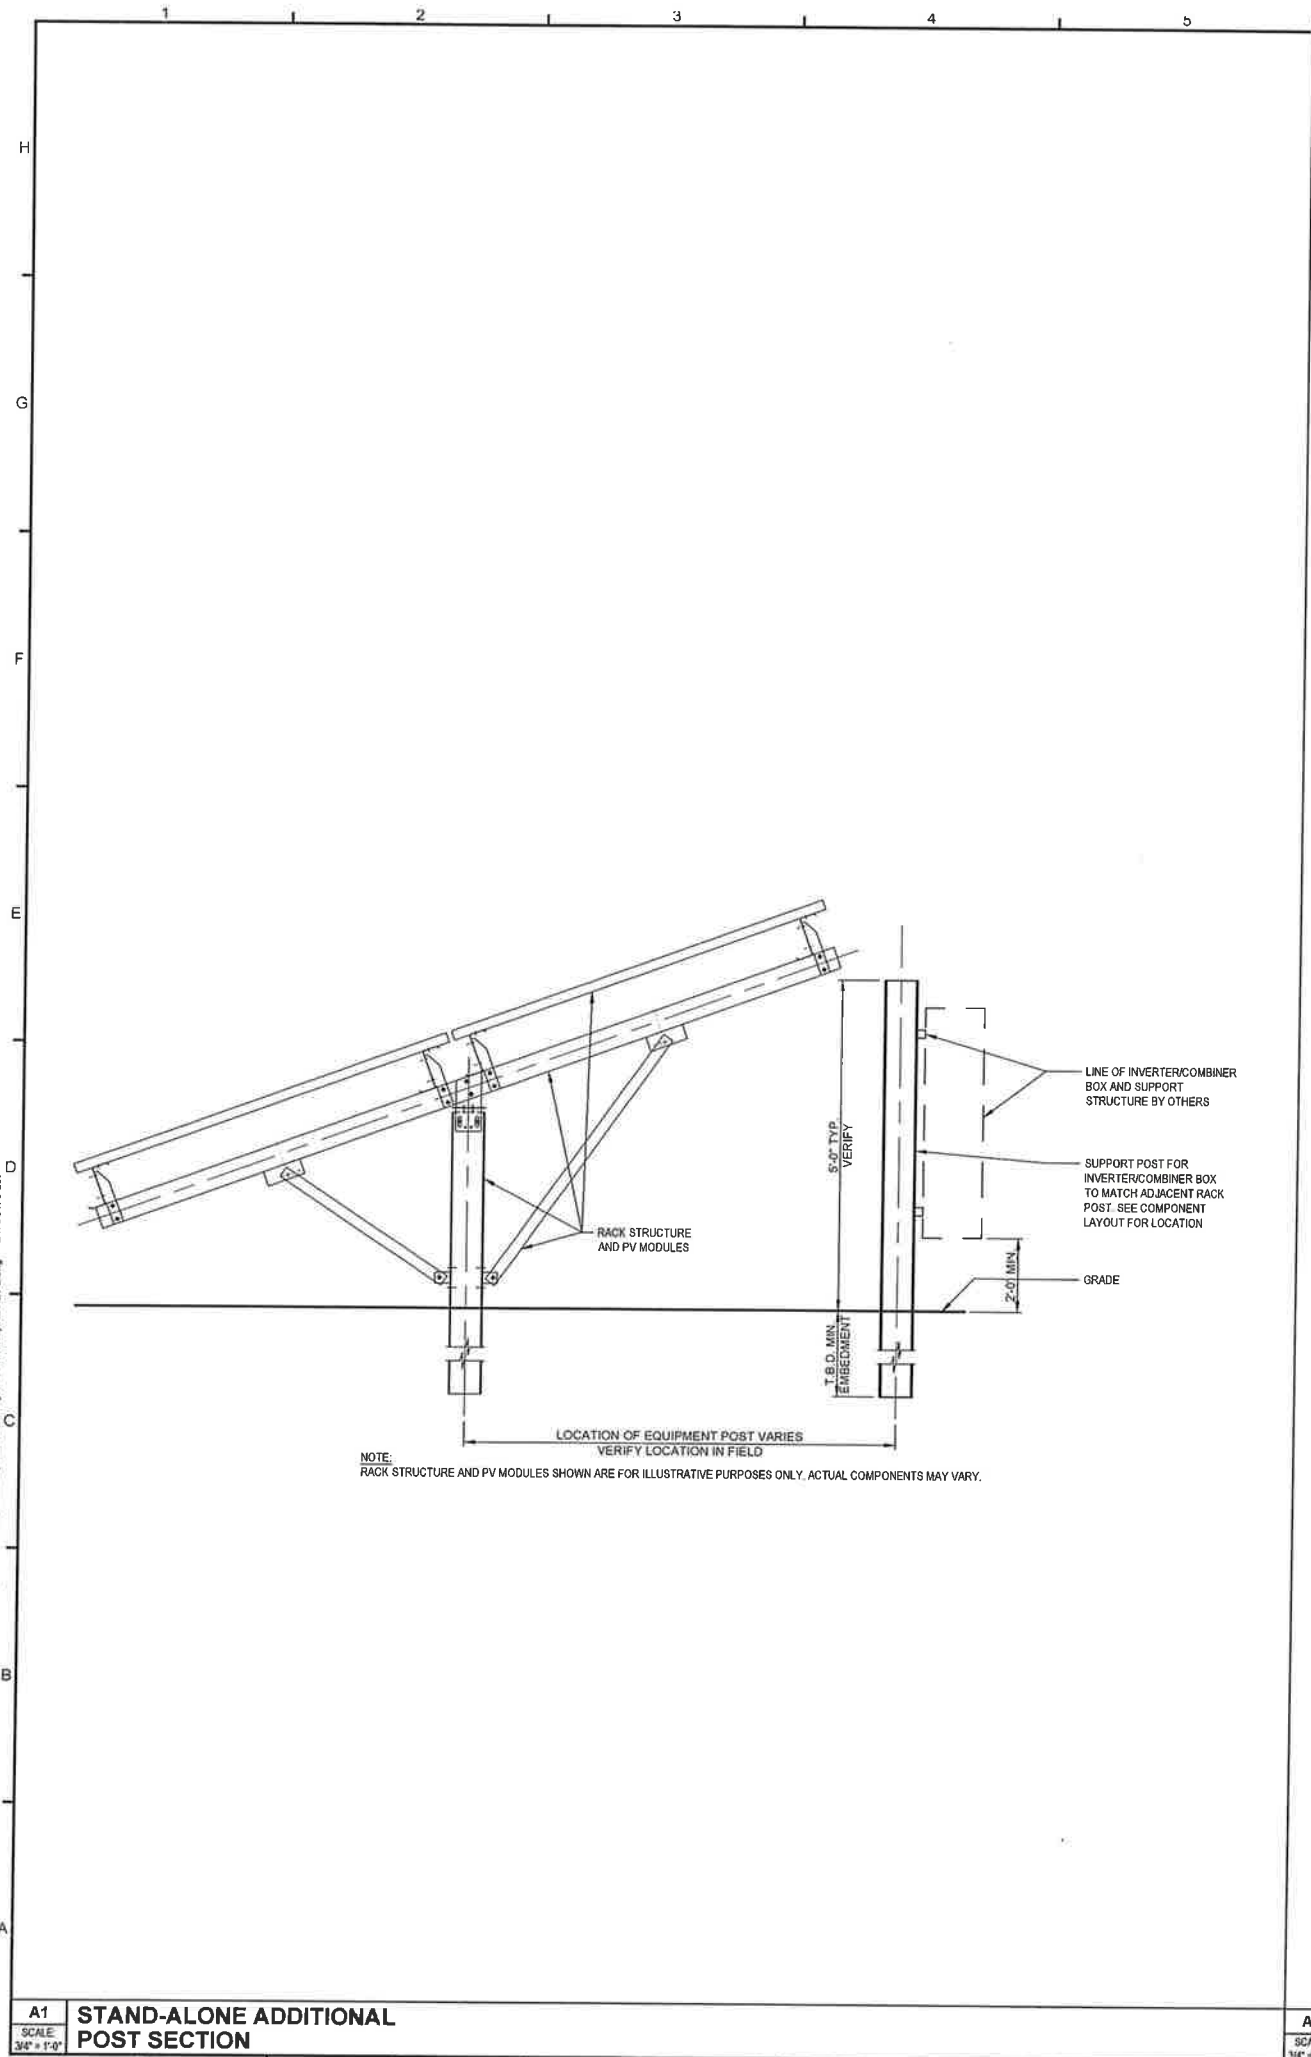 1 2 3 4 5
H
G
F
E
D
C
B
A
LINE OF INVERTER/COMBINER
BOX AND SUPPORT
STRUCTURE BY OTHERS
5'-0" TYP.
VERIFY
SUPPORT POST FOR
INVERTER/COMBINER BOX
TO MATCH ADJACENT RACK
POST. SEE COMPONENT
LAYOUT FOR LOCATION
RACK STRUCTURE
AND PV MODULES
2'-0" MIN.
GRADE
T.B.D. MIN.
EMBEDMENT
LOCATION OF EQUIPMENT POST VARIES
VERIFY LOCATION IN FIELD
NOTE:
RACK STRUCTURE AND PV MODULES SHOWN ARE FOR ILLUSTRATIVE PURPOSES ONLY. ACTUAL COMPONENTS MAY VARY.
A1
SCALE:
3/4" = 1'-0"
STAND-ALONE ADDITIONAL
POST SECTION